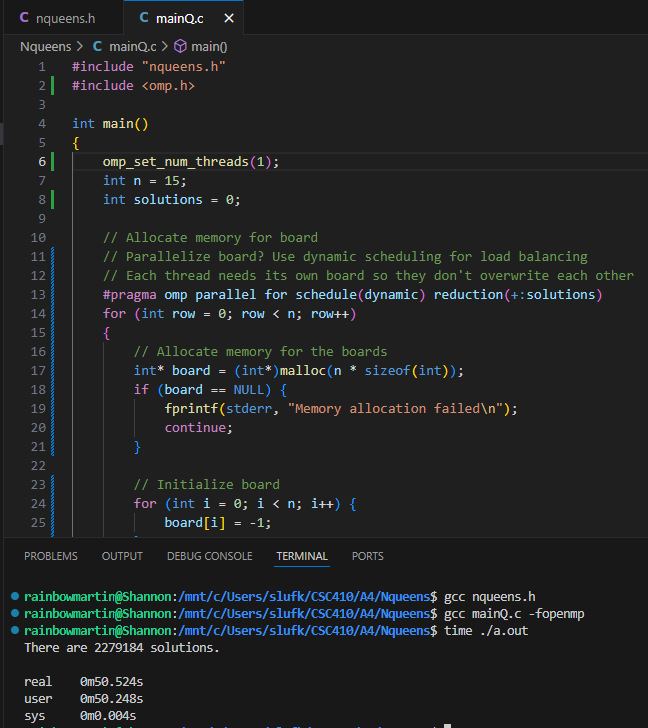 C nqueens.h
C mainQ.c ×
Nqueens > C mainQ.c > main()
1 #include "nqueens.h"
2 #include <omp.h>
3
4 int main()
5 {
6 omp_set_num_threads(1);
7 int n = 15;
8 int solutions = 0;
9
10 // Allocate memory for board
11 // Parallelize board? Use dynamic scheduling for load balancing
12 // Each thread needs its own board so they don't overwrite each other
13 #pragma omp parallel for schedule(dynamic) reduction(+:solutions)
14 for (int row = 0; row < n; row++)
15 {
16 // Allocate memory for the boards
17 int* board = (int*)malloc(n * sizeof(int));
18 if (board == NULL) {
19 fprintf(stderr, "Memory allocation failed\n");
20 continue;
21 }
22
23 // Initialize board
24 for (int i = 0; i < n; i++) {
25 board[i] = -1;
PROBLEMS OUTPUT DEBUG CONSOLE TERMINAL PORTS
rainbowmartin@Shannon:/mnt/c/Users/slufk/CSC410/A4/Nqueens$ gcc nqueens.h
rainbowmartin@Shannon:/mnt/c/Users/slufk/CSC410/A4/Nqueens$ gcc mainQ.c -fopenmp
rainbowmartin@Shannon:/mnt/c/Users/slufk/CSC410/A4/Nqueens$ time ./a.out
There are 2279184 solutions.
real 0m50.524s
user 0m50.248s
sys 0m0.004s